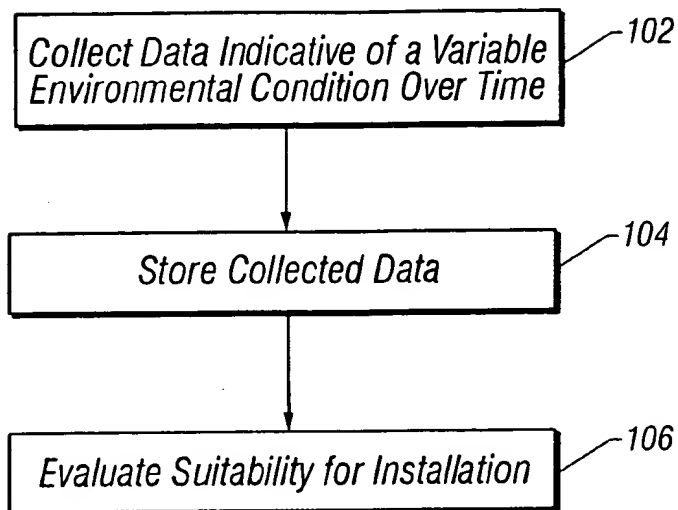 Collect Data Indicative of a Variable
Environmental Condition Over Time
102
Store Collected Data
104
Evaluate Suitability for Installation
106